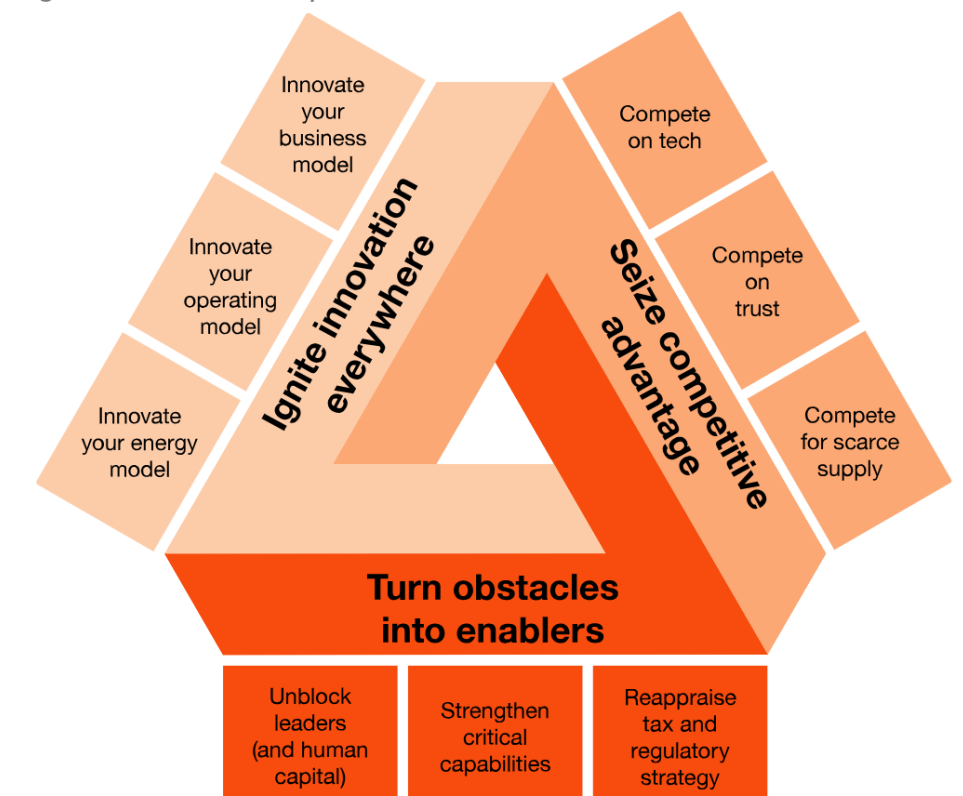 Innovate
your
business
model
Innovate
your
operating
model
Innovate
your energy
model
Ignite innovation
everywhere
Seize competitive
advantage
Compete
on tech
Compete
on
trust
Compete
for scarce
supply
Turn obstacles
into enablers
Unblock
leaders
(and human
capital)
Strengthen
critical
capabilities
Reappraise
tax and
regulatory
strategy